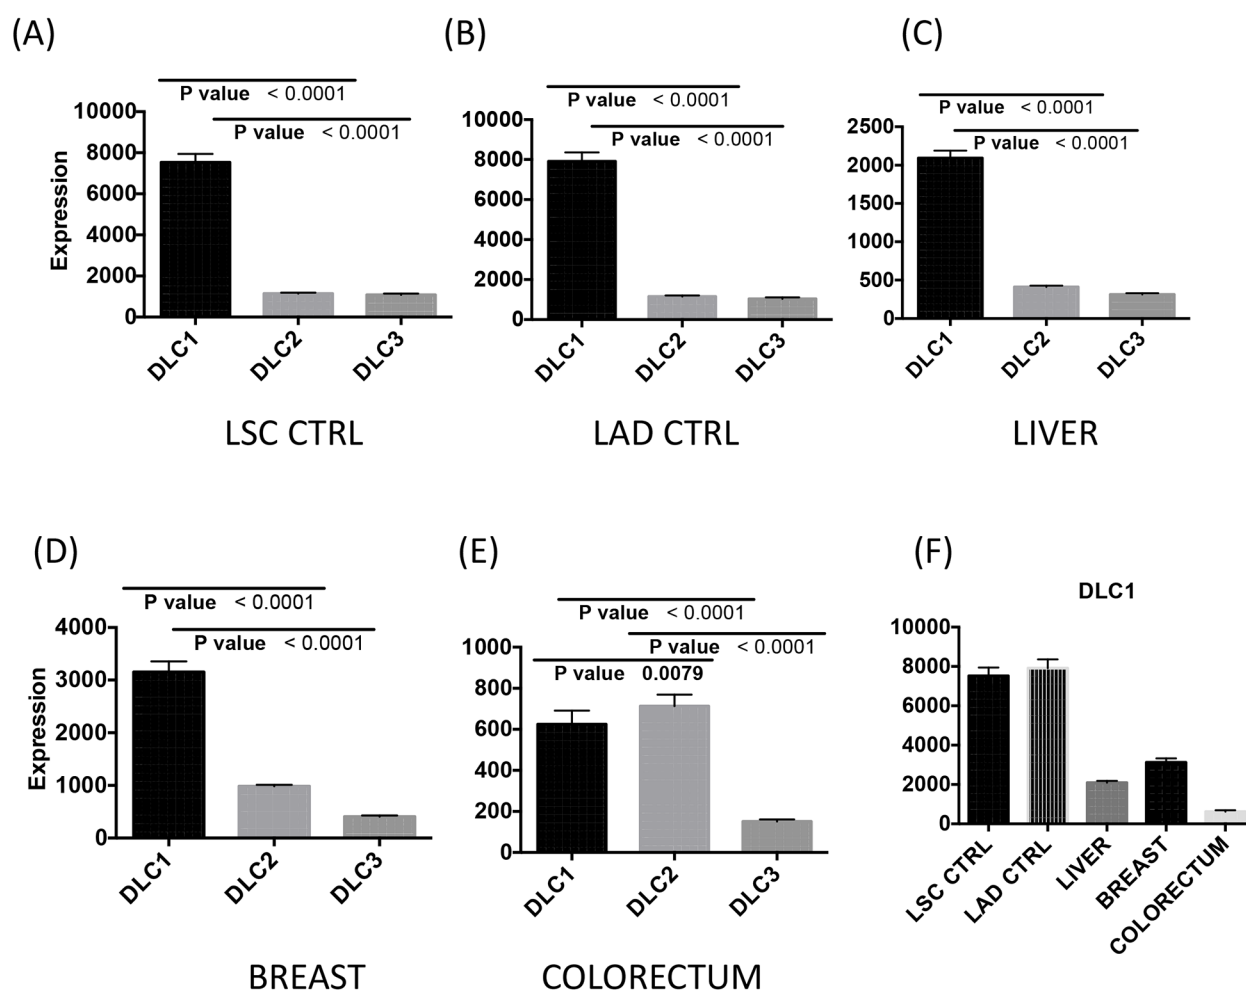 (A)
P value < 0.0001
P value < 0.0001
Expression
10000
8000
6000
4000
2000
0
DLC1
DLC2
DLC3
LSC CTRL
(B)
P value < 0.0001
P value < 0.0001
10000
8000
6000
4000
2000
0
DLC1
DLC2
DLC3
LAD CTRL
(C)
P value < 0.0001
P value < 0.0001
2500
2000
1500
1000
500
0
DLC1
DLC2
DLC3
LIVER
(D)
P value < 0.0001
P value < 0.0001
Expression
4000
3000
2000
1000
0
DLC1
DLC2
DLC3
BREAST
(E)
P value < 0.0001
P value < 0.0001
P value 0.0079
1000
800
600
400
200
0
DLC1
DLC2
DLC3
COLORECTUM
(F)
DLC1
10000
8000
6000
4000
2000
0
LSC CTRL
LAD CTRL
LIVER
BREAST
COLORECTUM